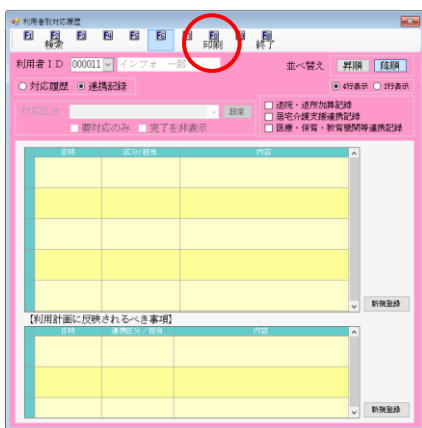 利用者別対応履歴
F1 F2 F3 F4 F5 F6 F8 F9
検索 印刷 終了
利用者ID 000011 インフォ 一郎 並べ替え 昇順 降順
対応履歴 連携記録 4行表示 2行表示
対応区分 設定 退院・退所加算記録
居宅介護支援連携記録
要対応のみ 完了を非表示 医療・保育・教育機関等連携記録
日時 区分/担当 内容
新規登録
【利用計画に反映されるべき事項】
日時 連携区分/担当 内容
新規登録